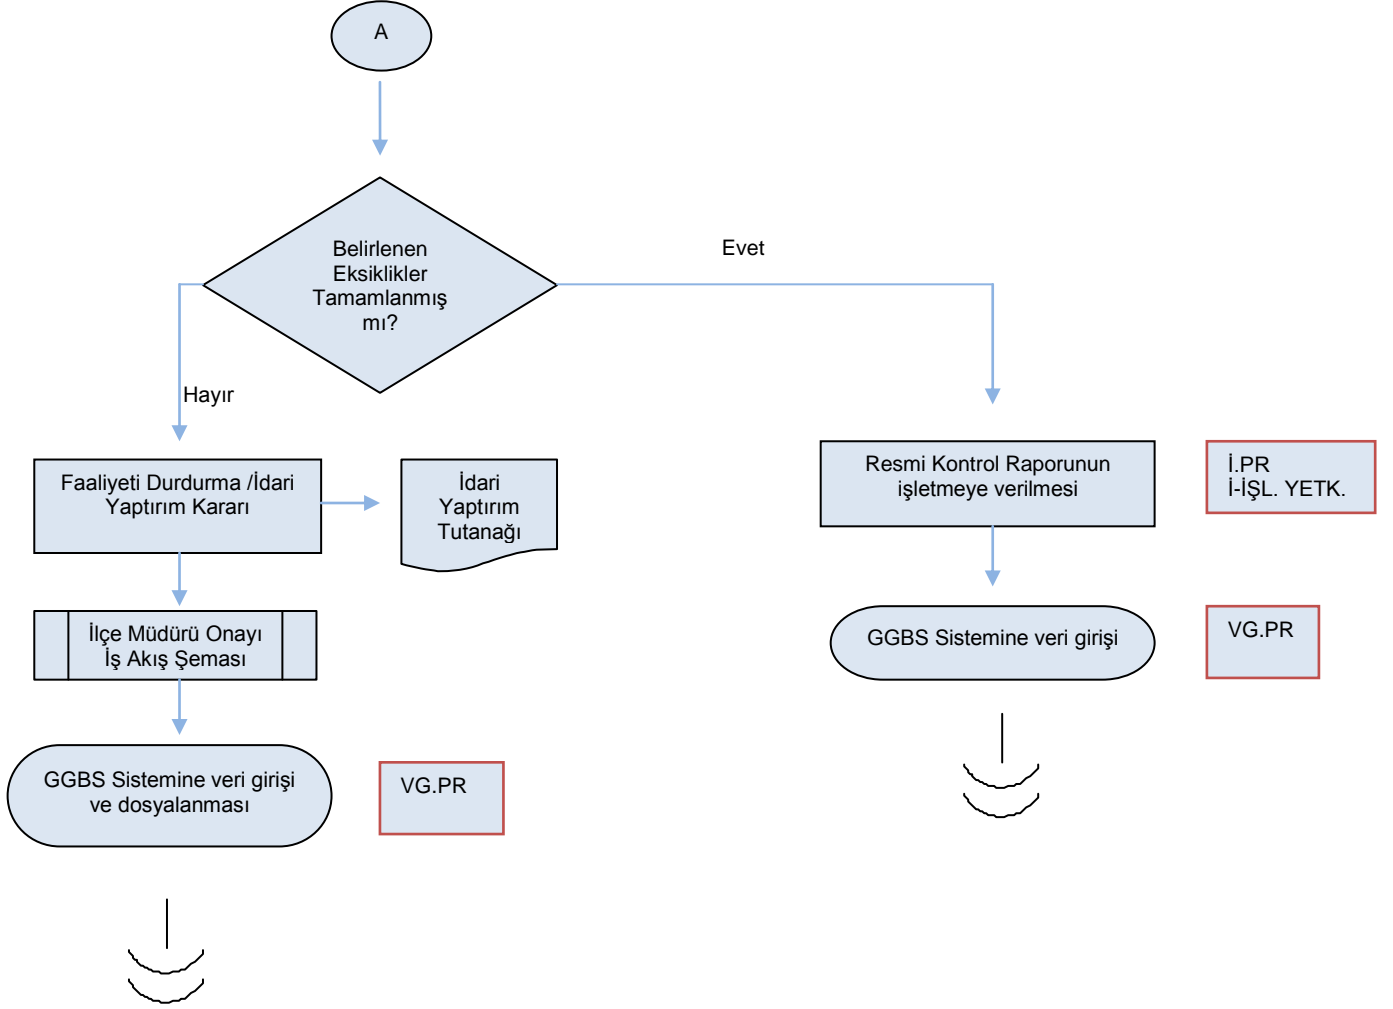 A
Belirlenen
Eksiklikler
Tamamlanmış
mı?
Evet
Hayır
Faaliyeti Durdurma /İdari
Yaptırım Kararı
İdari
Yaptırım
Tutanağı
Resmi Kontrol Raporunun
işletmeye verilmesi
İ.PR
İ-İŞL. YETK.
İlçe Müdürü Onayı
İş Akış Şeması
GGBS Sistemine veri girişi
VG.PR
GGBS Sistemine veri girişi
ve dosyalanması
VG.PR